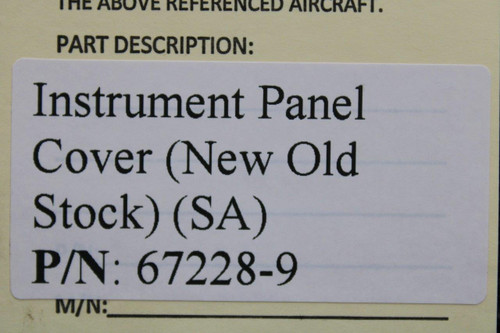 THE ABOVE REFERENCED AIRCRAFT.
PART DESCRIPTION:
Instrument Panel
Cover (New Old
Stock) (SA)
P/N: 67228-9
M/N: